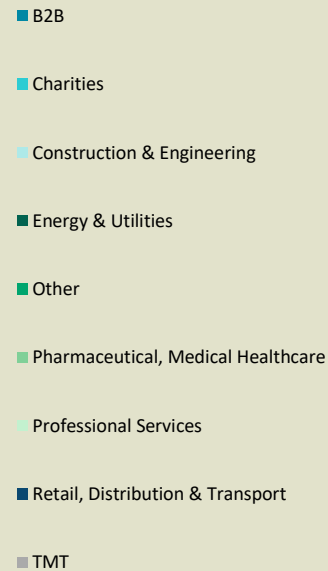 B2B
Charities
Construction & Engineering
Energy & Utilities
Other
Pharmaceutical, Medical Healthcare
Professional Services
Retail, Distribution & Transport
TMT